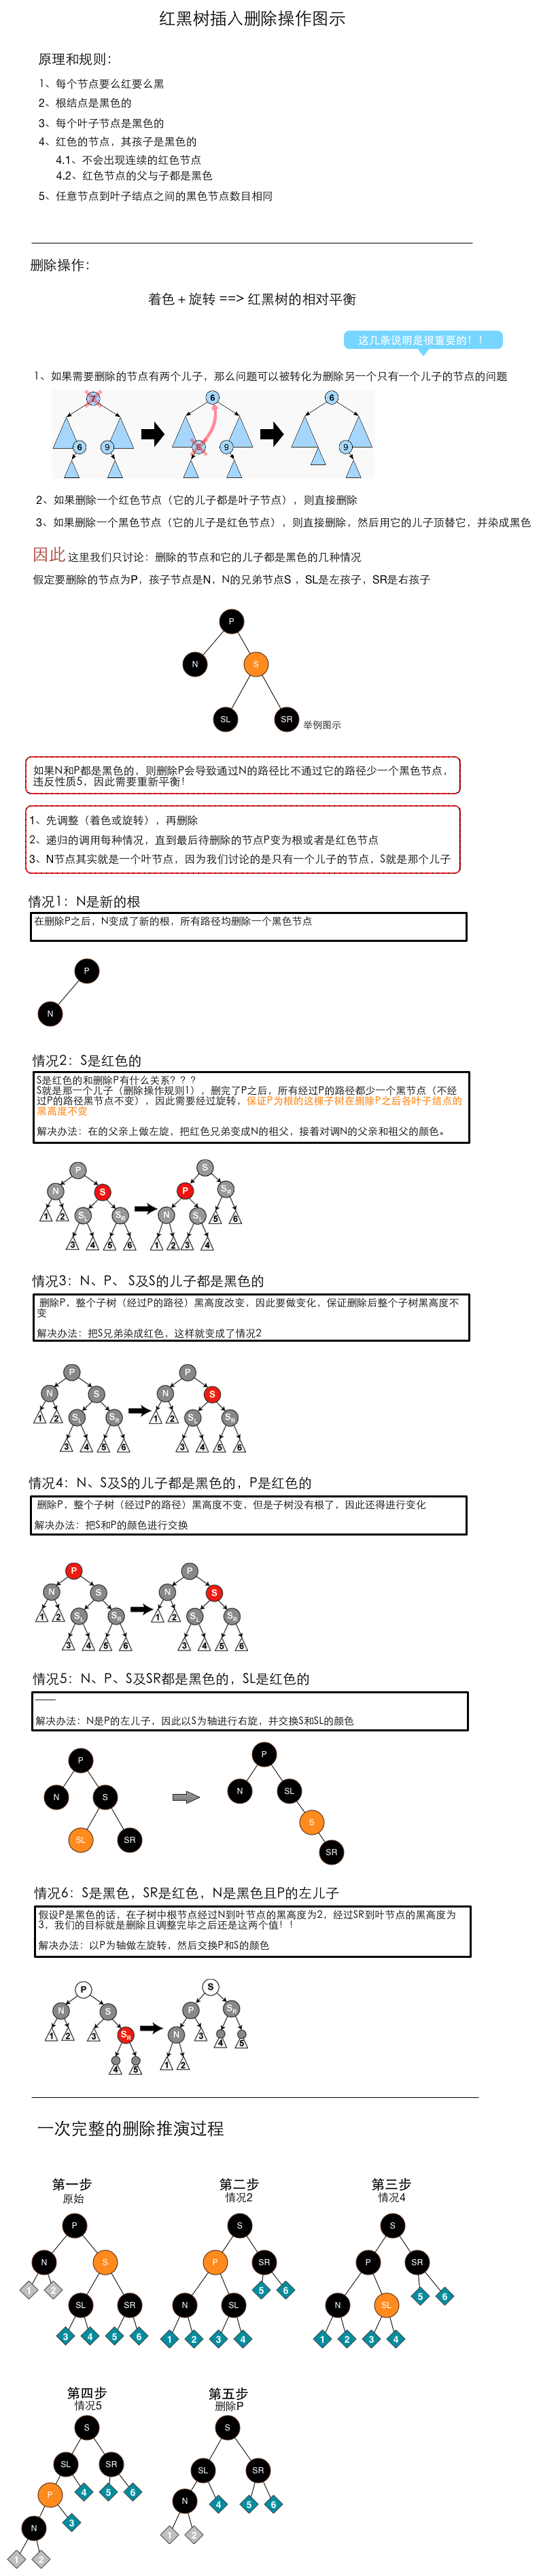 红黑树插入删除操作图示
原理和规则：
1、每个节点要么红要么黑
2、根结点是黑色的
3、每个叶子节点是黑色的
4、红色的节点，其孩子是黑色的
4.1、不会出现连续的红色节点
4.2、红色节点的父与子都是黑色
5、任意节点到叶子结点之间的黑色节点数目相同
删除操作：
着色 + 旋转 ==> 红黑树的相对平衡
这几条说明是很重要的！！
1、如果需要删除的节点有两个儿子，那么问题可以被转化为删除另一个只有一个儿子的节点的问题
7 6 6
6 9 6 9 9
2、如果删除一个红色节点（它的儿子都是叶子节点），则直接删除
3、如果删除一个黑色节点（它的儿子是红色节点），则直接删除，然后用它的儿子顶替它，并染成黑色
因此 这里我们只讨论：删除的节点和它的儿子都是黑色的几种情况
假定要删除的节点为P，孩子节点是N，N的兄弟节点S ，SL是左孩子，SR是右孩子
P
N S
SL SR 举例图示
如果N和P都是黑色的，则删除P会导致通过N的路径比不通过它的路径少一个黑色节点，
违反性质5，因此需要重新平衡！
1、先调整（着色或旋转），再删除
2、递归的调用每种情况，直到最后待删除的节点P变为根或者是红色节点
3、N节点其实就是一个叶节点，因为我们讨论的是只有一个儿子的节点，S就是那个儿子
情况1：N是新的根
在删除P之后，N变成了新的根，所有路径均删除一个黑色节点
P
N
情况2：S是红色的
S是红色的和删除P有什么关系？？？
S就是那一个儿子（删除操作规则1），删完了P之后，所有经过P的路径都少一个黑节点（不经
过P的路径黑节点不变），因此需要经过旋转，保证P为根的这棵子树在删除P之后各叶子结点的
黑高度不变
解决办法：在的父亲上做左旋，把红色兄弟变成N的祖父，接着对调N的父亲和祖父的颜色。
P S
N S P SR
1 2 SL SR N SL 5 6
3 4 5 6 1 2 3 4
情况3：N、P、 S及S的儿子都是黑色的
删除P，整个子树（经过P的路径）黑高度改变，因此要做变化，保证删除后整个子树黑高度不
变
解决办法：把S兄弟染成红色，这样就变成了情况2
P P
N S N S
1 2 SL SR 1 2 SL SR
3 4 5 6 3 4 5 6
情况4：N、S及S的儿子都是黑色的，P是红色的
删除P，整个子树（经过P的路径）黑高度不变，但是子树没有根了，因此还得进行变化
解决办法：把S和P的颜色进行交换
P P
N S N S
1 2 SL SR 1 2 SL SR
3 4 5 6 3 4 5 6
情况5：N、P、S及SR都是黑色的，SL是红色的
——
解决办法：N是P的左儿子，因此以S为轴进行右旋，并交换S和SL的颜色
P P
N S N SL
SL SR S
SR
情况6：S是黑色，SR是红色，N是黑色且P的左儿子
假设P是黑色的话，在子树中根节点经过N到叶节点的黑高度为2，经过SR到叶节点的黑高度为
3，我们的目标就是删除且调整完毕之后还是这两个值！！
解决办法：以P为轴做左旋转，然后交换P和S的颜色
P S
N S P SR
1 2 3 SR N 3 4 5
4 5 1 2
一次完整的删除推演过程
第一步 第二步 第三步
原始 情况2 情况4
P S S
N S P SR P SR
1 2 SL SR N SL 5 6 N SL 5 6
3 4 5 6 1 2 3 4 1 2 3 4
第四步 第五步
情况5 删除P
S S
SL SR SL SR
P 4 5 6 N 4 5 6
N 3 1 2
1 2